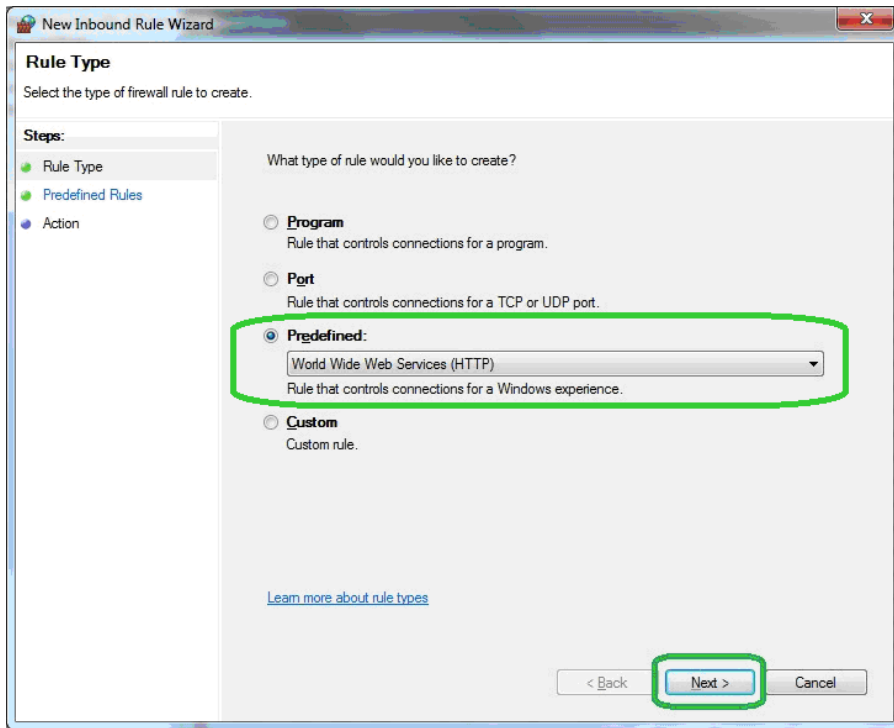 New Inbound Rule Wizard
Rule Type
Select the type of firewall rule to create.
Steps:
Rule Type
Predefined Rules
Action
What type of rule would you like to create?
Program
Rule that controls connections for a program.
Port
Rule that controls connections for a TCP or UDP port.
Predefined:
World Wide Web Services (HTTP)
Rule that controls connections for a Windows experience.
Custom
Custom rule.
Learn more about rule types
< Back Next > Cancel